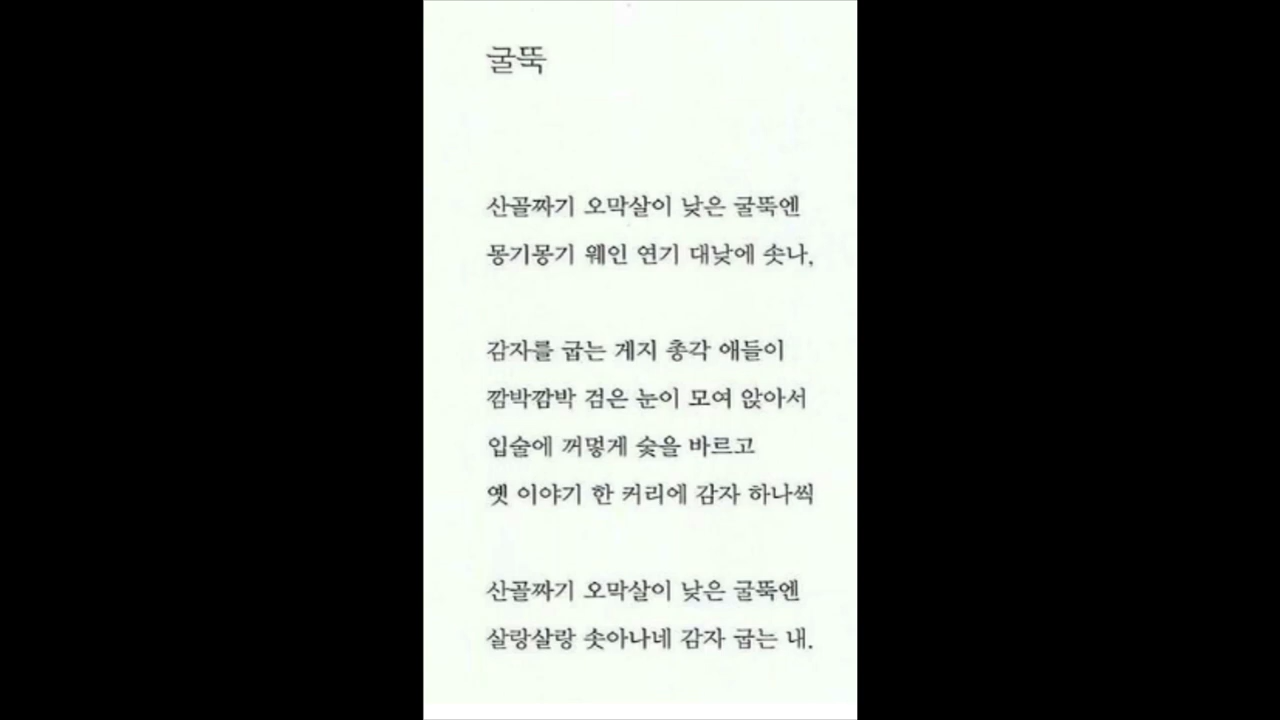 굴뚝
산골짜기 오막살이 낮은 굴뚝엔
몽기몽기 웨인 연기 대낮에 솟나,
감자를 굽는 게지 총각 애들이
깜박깜박 검은 눈이 모여 앉아서
입술에 꺼멓게 숯을 바르고
옛 이야기 한 커리에 감자 하나씩
산골짜기 오막살이 낮은 굴뚝엔
살랑살랑 솟아나네 감자 굽는 내.